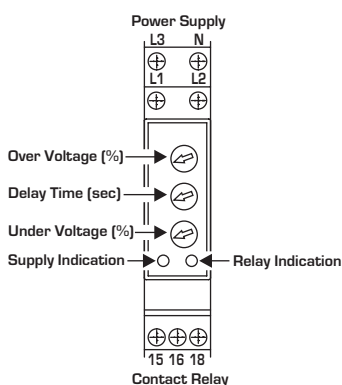 Power Supply
L3 N
L1 L2
Over Voltage (%)
Delay Time (sec)
Under Voltage (%)
Supply Indication
Relay Indication
15 16 18
Contact Relay